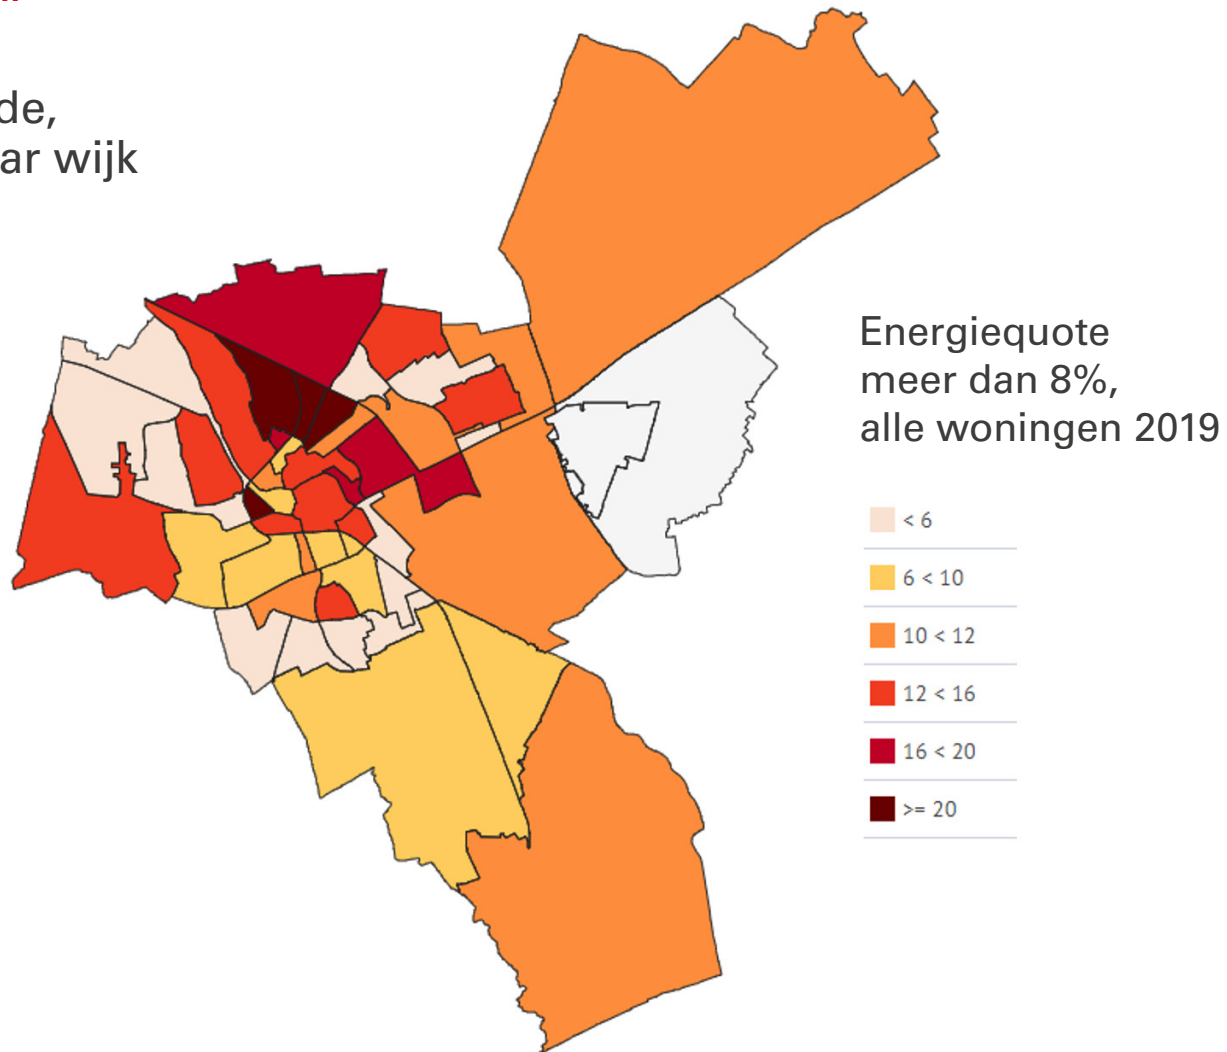 de,
ar wijk
Energiequote
meer dan 8%,
alle woningen 2019
< 6
6 < 10
10 < 12
12 < 16
16 < 20
>= 20